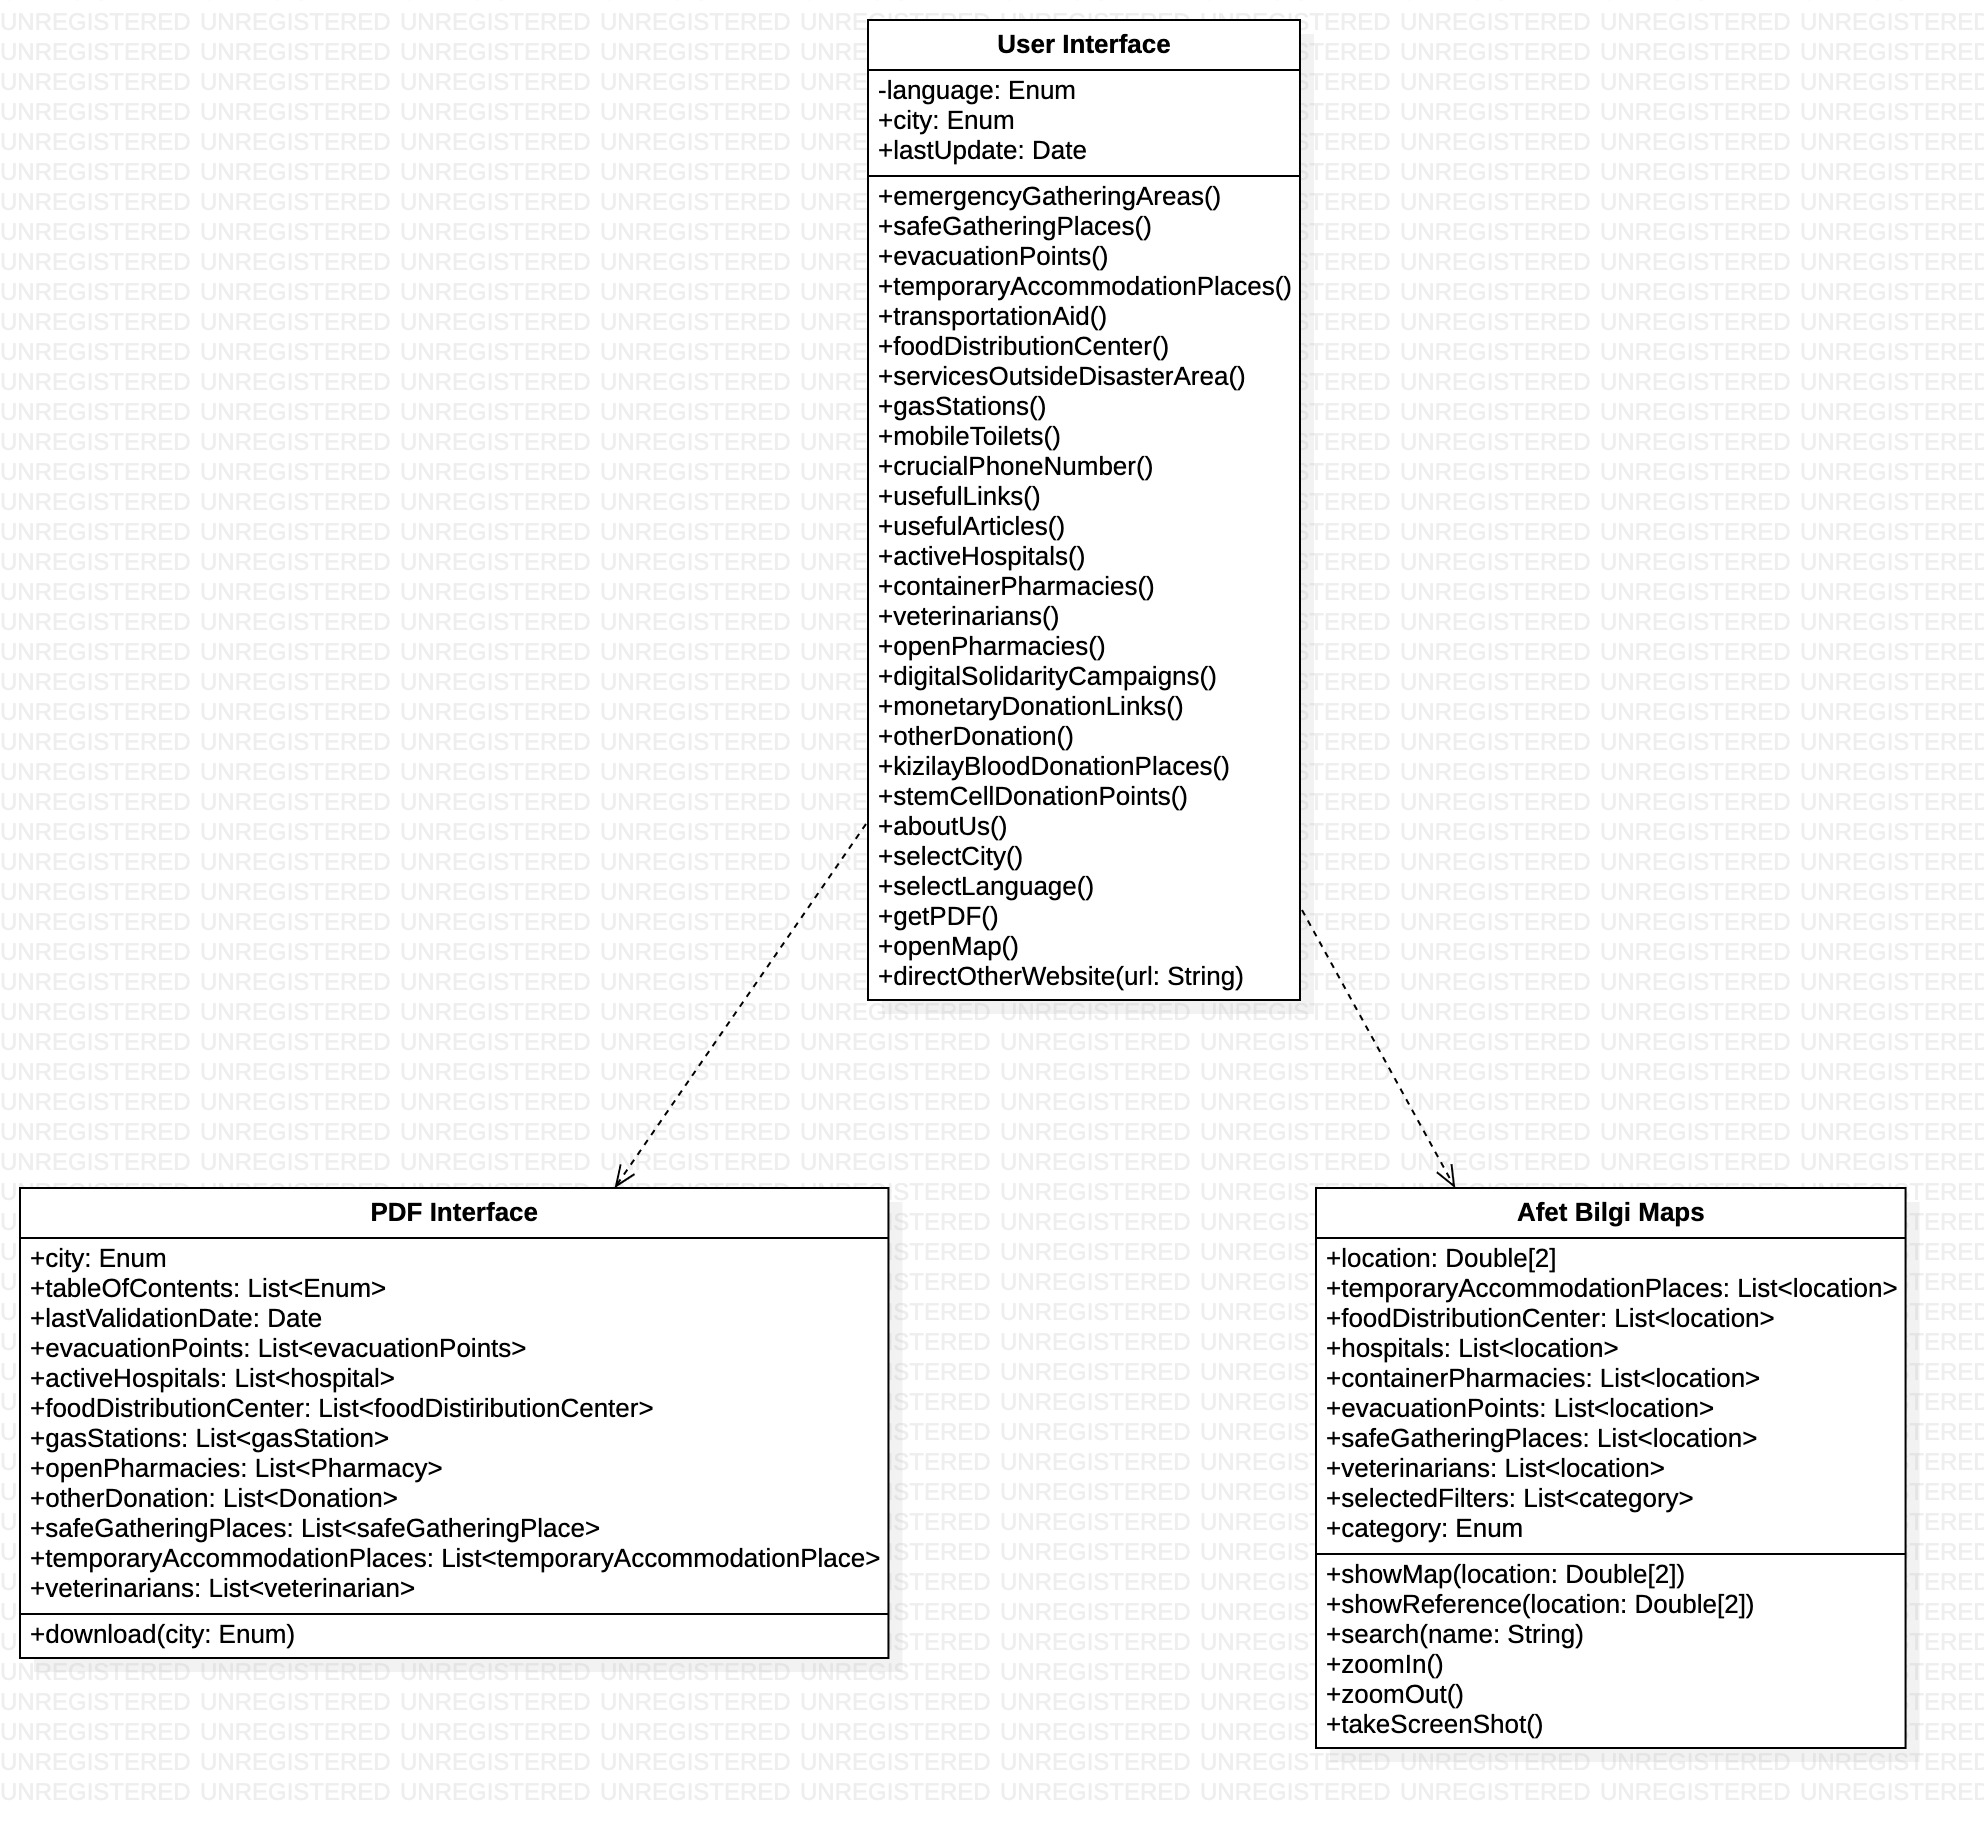 User Interface
-language: Enum
+city: Enum
+lastUpdate: Date
+emergencyGatheringAreas()
+safeGatheringPlaces()
+evacuationPoints()
+temporaryAccommodationPlaces()
+transportationAid()
+foodDistributionCenter()
+servicesOutsideDisasterArea()
+gasStations()
+mobileToilets()
+crucialPhoneNumber()
+usefulLinks()
+usefulArticles()
+activeHospitals()
+containerPharmacies()
+veterinarians()
+openPharmacies()
+digitalSolidarityCampaigns()
+monetaryDonationLinks()
+otherDonation()
+kizilayBloodDonationPlaces()
+stemCellDonationPoints()
+aboutUs()
+selectCity()
+selectLanguage()
+getPDF()
+openMap()
+directOtherWebsite(url: String)
PDF Interface
+city: Enum
+tableOfContents: List<Enum>
+lastValidationDate: Date
+evacuationPoints: List<evacuationPoints>
+activeHospitals: List<hospital>
+foodDistributionCenter: List<foodDistiributionCenter>
+gasStations: List<gasStation>
+openPharmacies: List<Pharmacy>
+otherDonation: List<Donation>
+safeGatheringPlaces: List<safeGatheringPlace>
+temporaryAccommodationPlaces: List<temporaryAccommodationPlace>
+veterinarians: List<veterinarian>
+download(city: Enum)
Afet Bilgi Maps
+location: Double[2]
+temporaryAccommodationPlaces: List<location>
+foodDistributionCenter: List<location>
+hospitals: List<location>
+containerPharmacies: List<location>
+evacuationPoints: List<location>
+safeGatheringPlaces: List<location>
+veterinarians: List<location>
+selectedFilters: List<category>
+category: Enum
+showMap(location: Double[2])
+showReference(location: Double[2])
+search(name: String)
+zoomIn()
+zoomOut()
+takeScreenShot()
UNREGISTERED